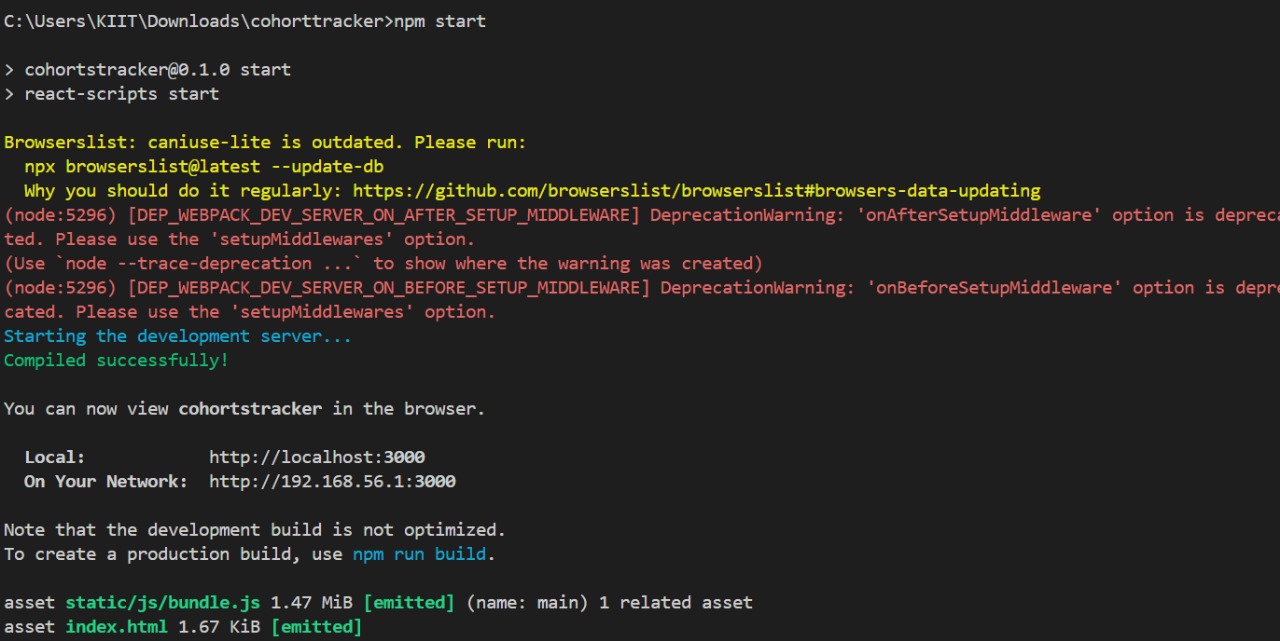 C:\Users\KIIT\Downloads\cohorttracker>npm start
> cohortstracker@0.1.0 start
> react-scripts start
Browserslist: caniuse-lite is outdated. Please run:
  npx browserslist@latest --update-db
  Why you should do it regularly: https://github.com/browserslist/browserslist#browsers-data-updating
(node:5296) [DEP_WEBPACK_DEV_SERVER_ON_AFTER_SETUP_MIDDLEWARE] DeprecationWarning: 'onAfterSetupMiddleware' option is depreca
ted. Please use the 'setupMiddlewares' option.
(Use `node --trace-deprecation ...` to show where the warning was created)
(node:5296) [DEP_WEBPACK_DEV_SERVER_ON_BEFORE_SETUP_MIDDLEWARE] DeprecationWarning: 'onBeforeSetupMiddleware' option is depre
cated. Please use the 'setupMiddlewares' option.
Starting the development server...
Compiled successfully!
You can now view cohortstracker in the browser.
  Local:            http://localhost:3000
  On Your Network:  http://192.168.56.1:3000
Note that the development build is not optimized.
To create a production build, use npm run build.
asset static/js/bundle.js 1.47 MiB [emitted] (name: main) 1 related asset
asset index.html 1.67 KiB [emitted]